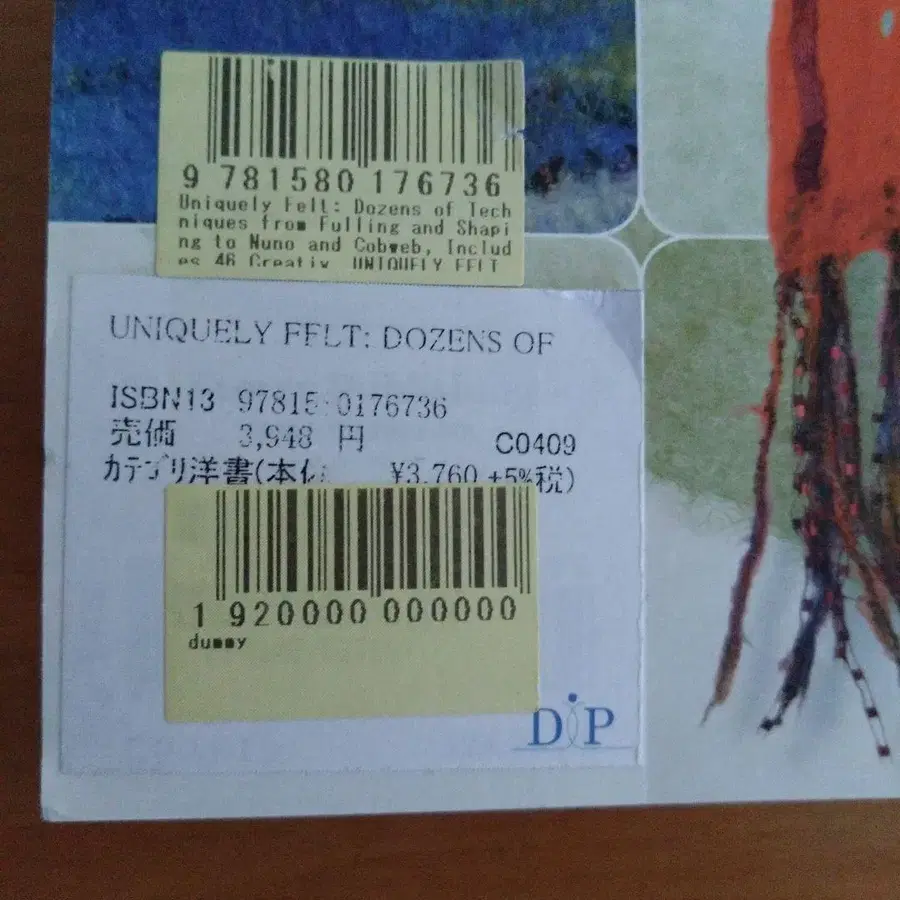 9 781580 176736
Uniquely Felt: Dozens of Tech
niques from Fulling and Shapi
ng to Nuno and Cobweb, Includ
es 46 Creativ UNIQUELY FELT
UNIQUELY FELT: DOZENS OF
ISBN13 97815 0176736
売価 3,948 円 C0409
カテゴリ洋書(本体 ¥3,760 +5%税)
1 920000 000000
dummy
DiP